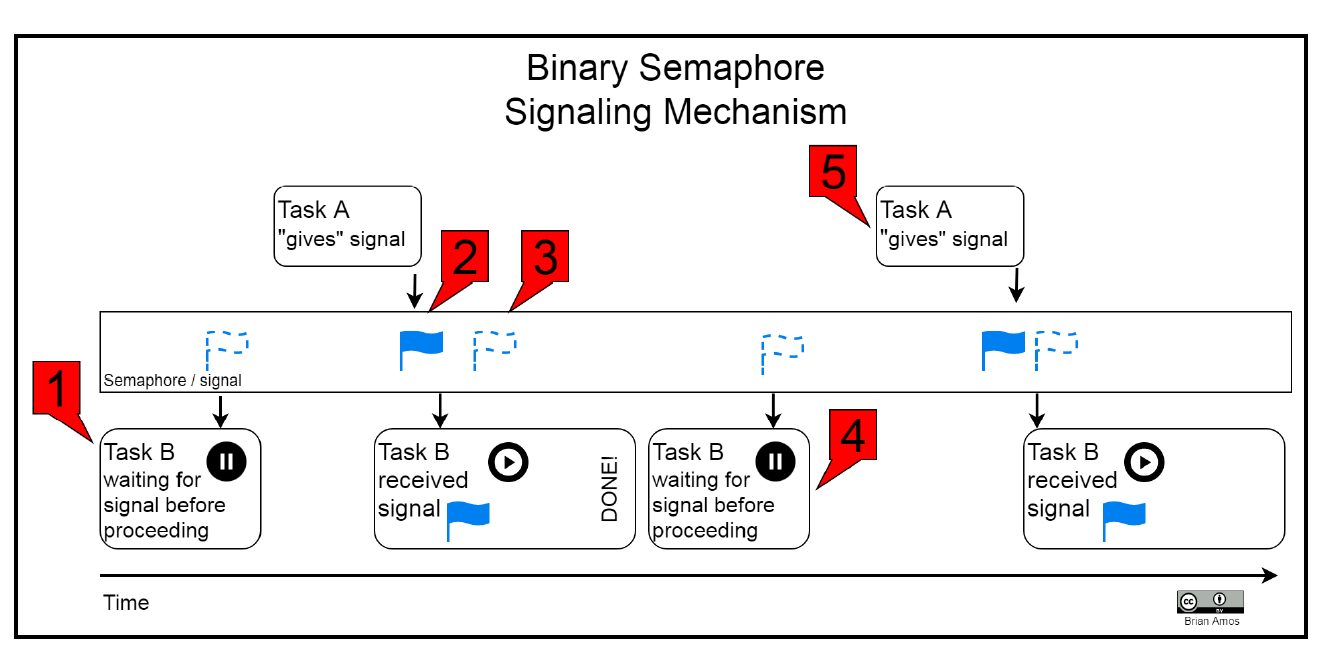 Binary Semaphore
Signaling Mechanism
5
Task A
"gives" signal
Task A
"gives" signal
2
3
Semaphore / signal
1
4
Task B
waiting for
signal before
proceeding
Task B
received
signal
DONE!
Task B
waiting for
signal before
proceeding
Task B
received
signal
Time
cc
BY
Brian Amos